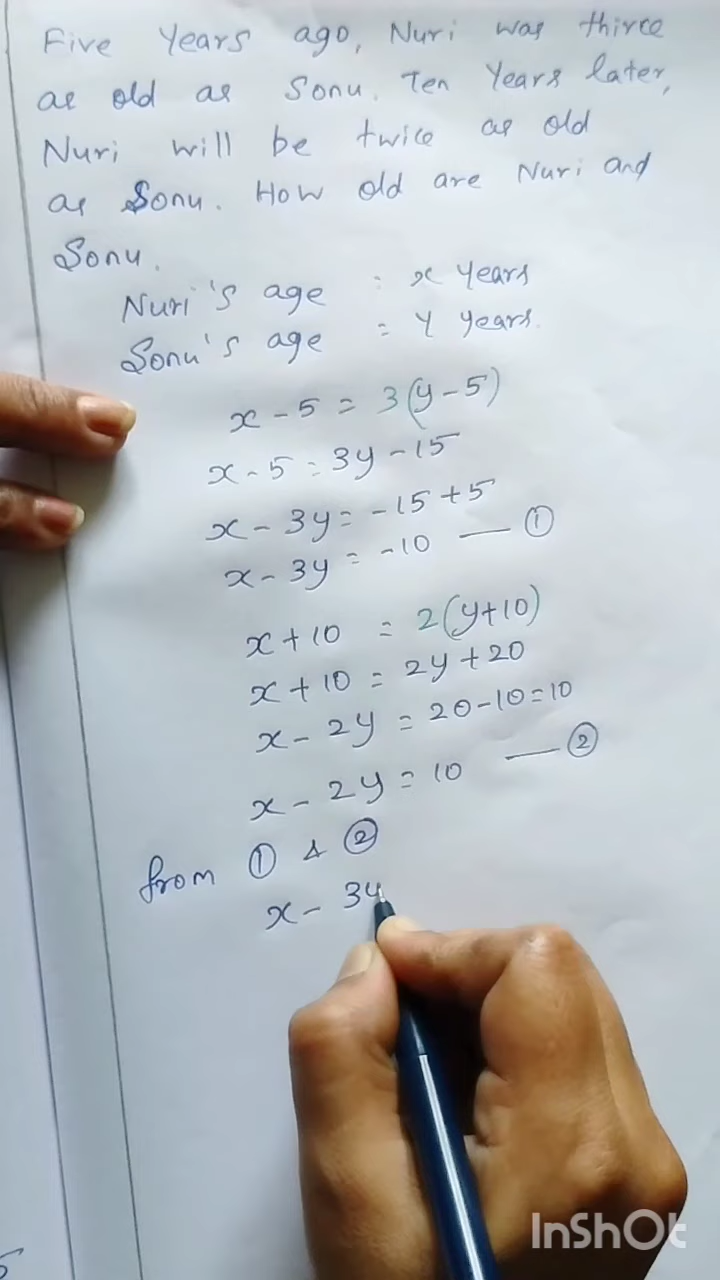 Five Years ago, Nuri was thirce
as old as Sonu. Ten Years later,
Nuri will be twice as old
as Sonu. How old are Nuri and
Sonu.
Nuri's age : x years
Sonu's age = Y years.
x - 5 = 3(y - 5)
x - 5 = 3y - 15
x - 3y = -15 + 5
x - 3y = -10 — ①
x + 10 = 2(y+10)
x + 10 = 2y + 20
x - 2y = 20 - 10 = 10
x - 2y = 10 — ②
from ① & ②
x - 3y
5
InShOt